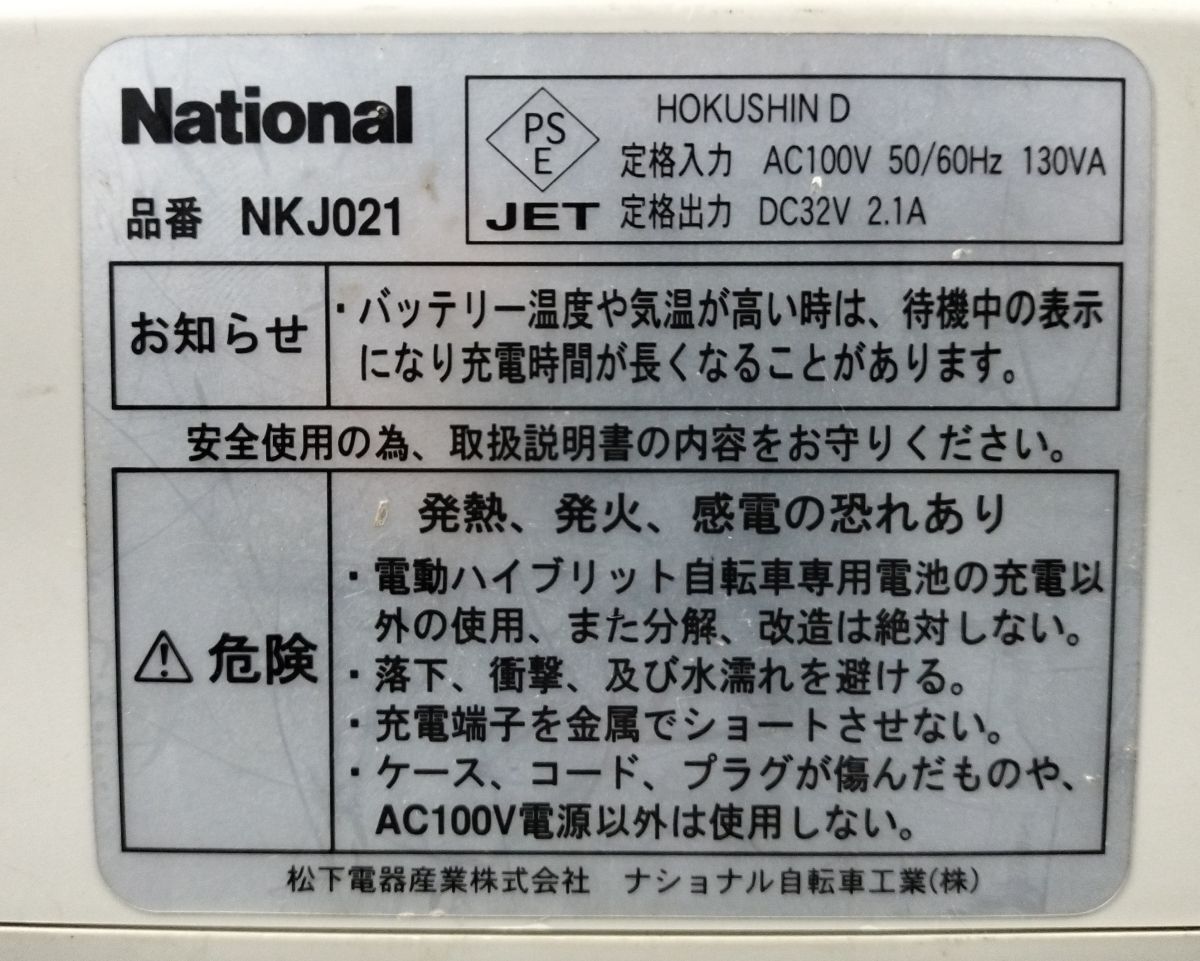 National
品番 NKJ021
PS
E
JET
HOKUSHIN D
定格入力 AC100V 50/60Hz 130VA
定格出力 DC32V 2.1A
お知らせ
・バッテリー温度や気温が高い時は、待機中の表示
になり充電時間が長くなることがあります。
安全使用の為、取扱説明書の内容をお守りください。
危険
発熱、発火、感電の恐れあり
・電動ハイブリット自転車専用電池の充電以
外の使用、また分解、改造は絶対しない。
・落下、衝撃、及び水濡れを避ける。
・充電端子を金属でショートさせない。
・ケース、コード、プラグが傷んだものや、
AC100V電源以外は使用しない。
松下電器産業株式会社 ナショナル自転車工業(株)